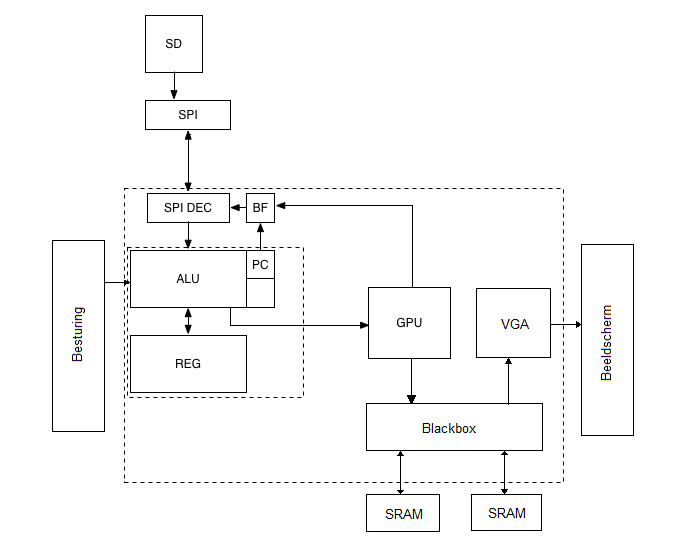 SD
SPI
SPI DEC
BF
ALU
PC
Besturing
REG
GPU
VGA
Beeldscherm
Blackbox
SRAM
SRAM